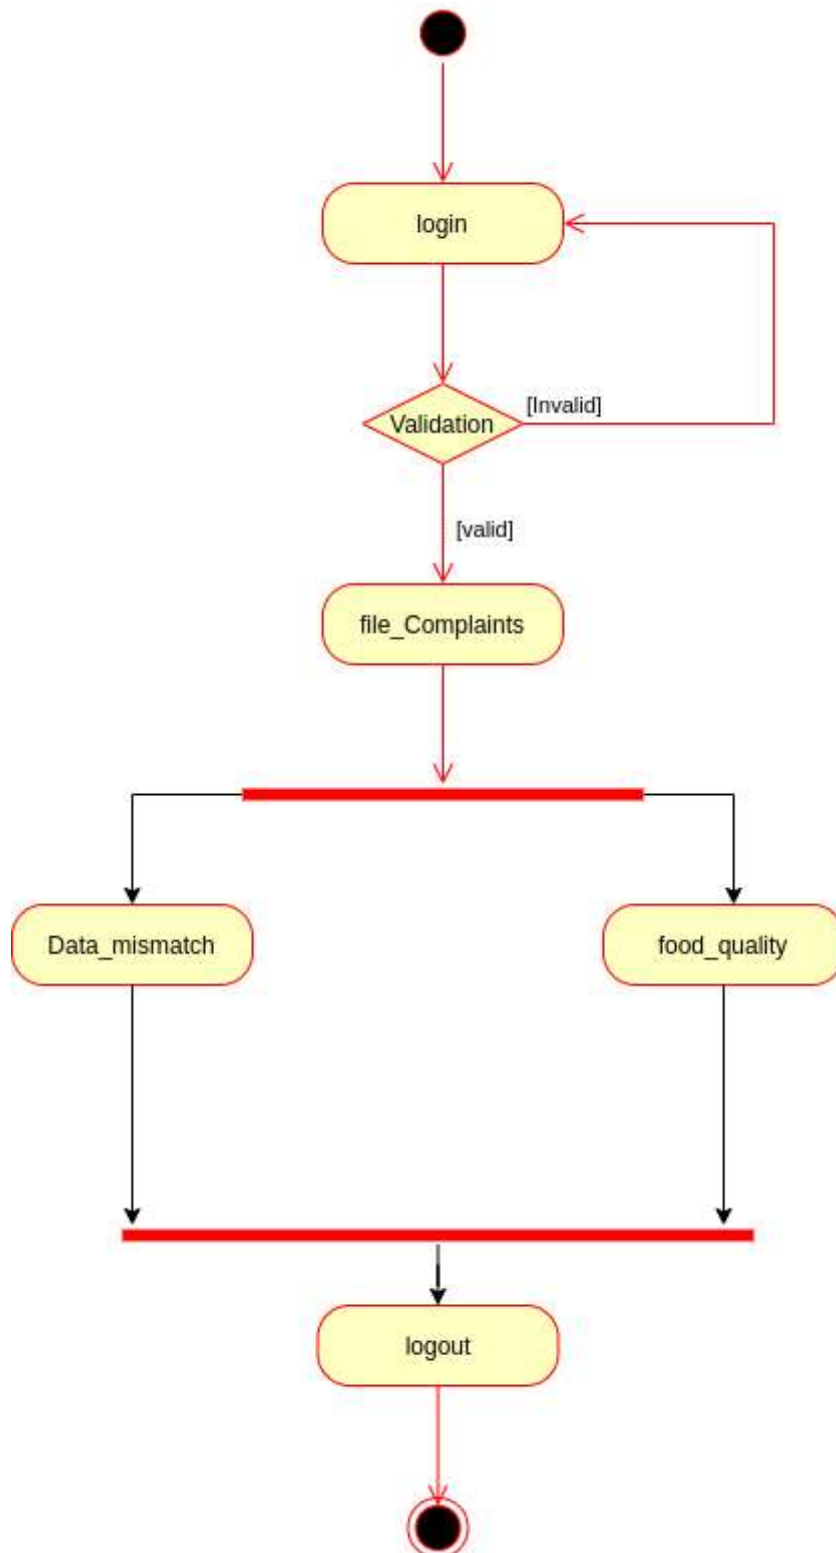 login
Validation
[Invalid]
[valid]
file_Complaints
Data_mismatch
food_quality
logout